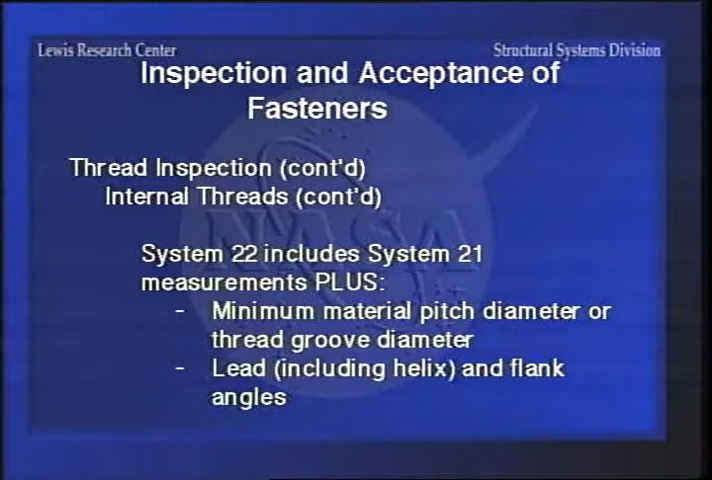 Lewis Research Center
Structural Systems Division
Inspection and Acceptance of
Fasteners
Thread Inspection (cont'd)
Internal Threads (cont'd)
NASA
System 22 includes System 21
measurements PLUS:
- Minimum material pitch diameter or
thread groove diameter
- Lead (including helix) and flank
angles